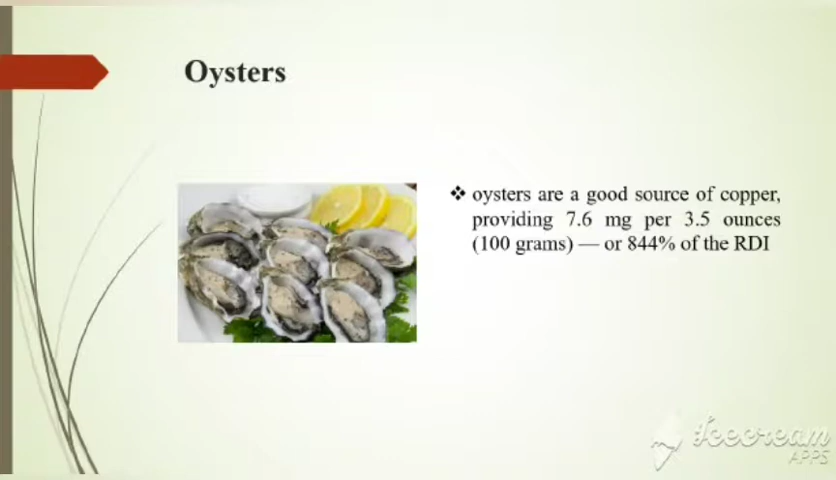 Oysters
❖ oysters are a good source of copper,
providing 7.6 mg per 3.5 ounces
(100 grams) — or 844% of the RDI
Icecream
APPS